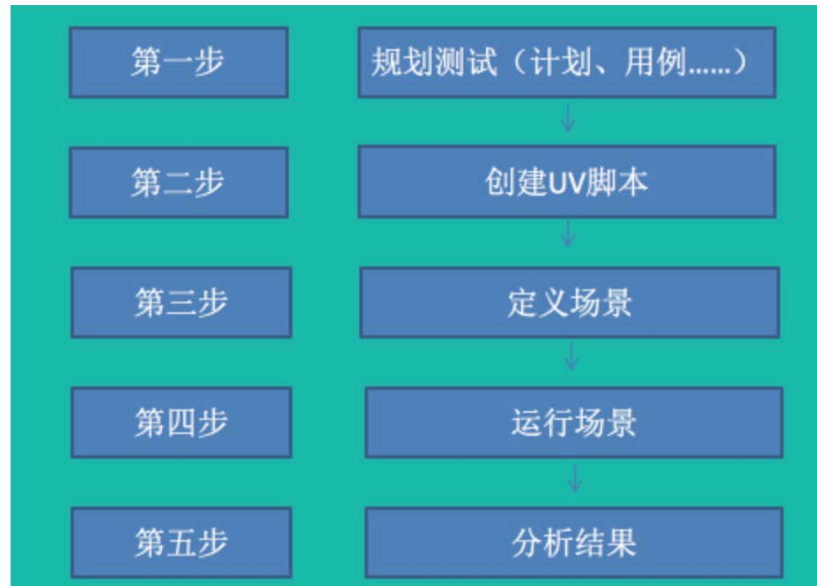 第一步
规划测试（计划、用例……）
第二步
创建UV脚本
第三步
定义场景
第四步
运行场景
第五步
分析结果